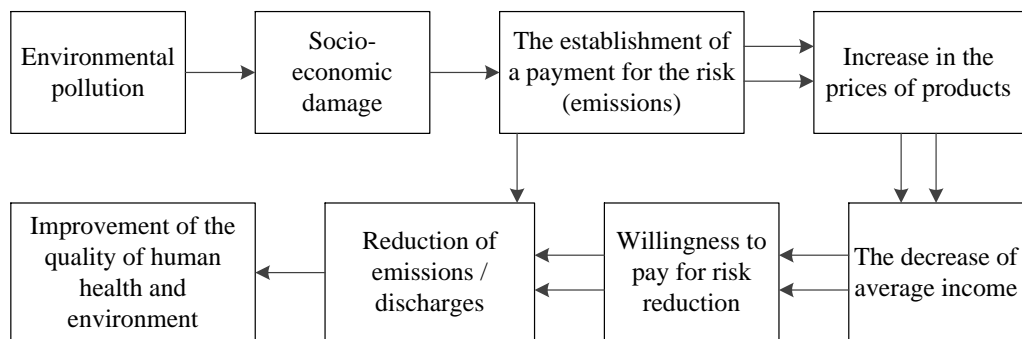 Environmental
pollution
Socio-
economic
damage
The establishment of
a payment for the risk
(emissions)
Increase in the
prices of products
Improvement of the
quality of human
health and
environment
Reduction of
emissions /
discharges
Willingness to
pay for risk
reduction
The decrease of
average income